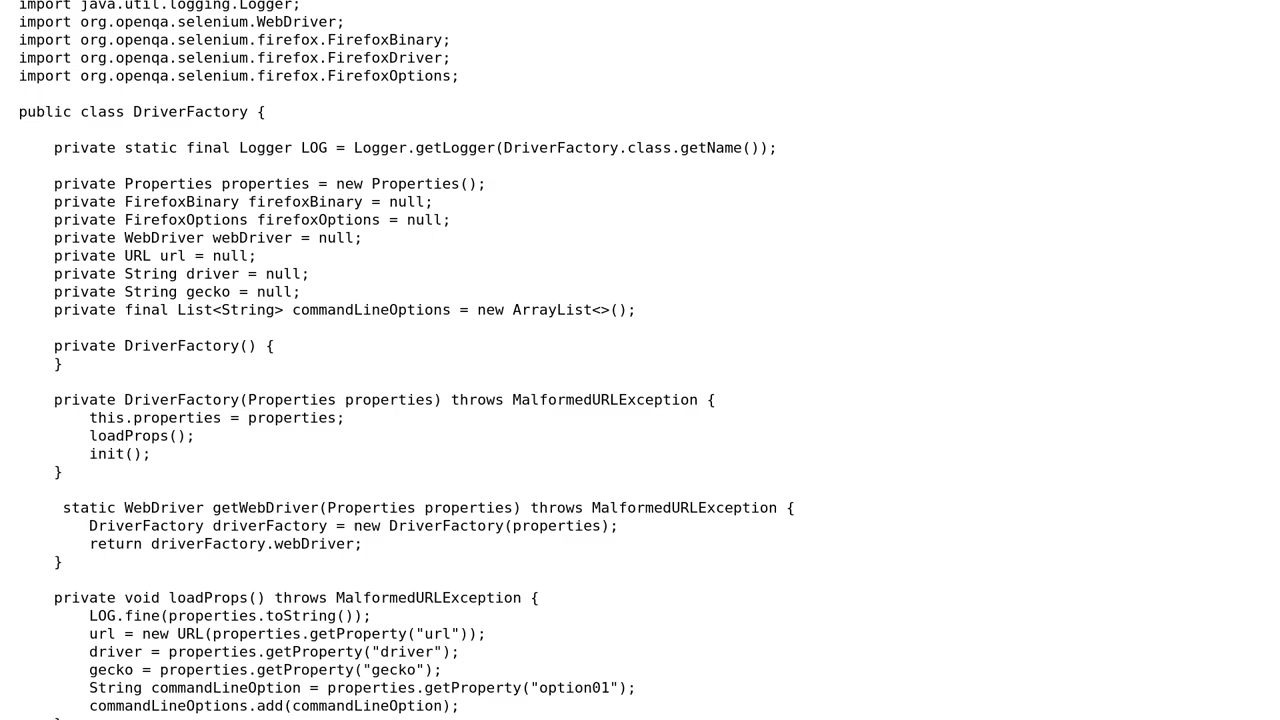 import java.util.logging.Logger;
import org.openqa.selenium.WebDriver;
import org.openqa.selenium.firefox.FirefoxBinary;
import org.openqa.selenium.firefox.FirefoxDriver;
import org.openqa.selenium.firefox.FirefoxOptions;

public class DriverFactory {

    private static final Logger LOG = Logger.getLogger(DriverFactory.class.getName());

    private Properties properties = new Properties();
    private FirefoxBinary firefoxBinary = null;
    private FirefoxOptions firefoxOptions = null;
    private WebDriver webDriver = null;
    private URL url = null;
    private String driver = null;
    private String gecko = null;
    private final List<String> commandLineOptions = new ArrayList<>();

    private DriverFactory() {
    }

    private DriverFactory(Properties properties) throws MalformedURLException {
        this.properties = properties;
        loadProps();
        init();
    }

     static WebDriver getWebDriver(Properties properties) throws MalformedURLException {
        DriverFactory driverFactory = new DriverFactory(properties);
        return driverFactory.webDriver;
    }

    private void loadProps() throws MalformedURLException {
        LOG.fine(properties.toString());
        url = new URL(properties.getProperty("url"));
        driver = properties.getProperty("driver");
        gecko = properties.getProperty("gecko");
        String commandLineOption = properties.getProperty("option01");
        commandLineOptions.add(commandLineOption);